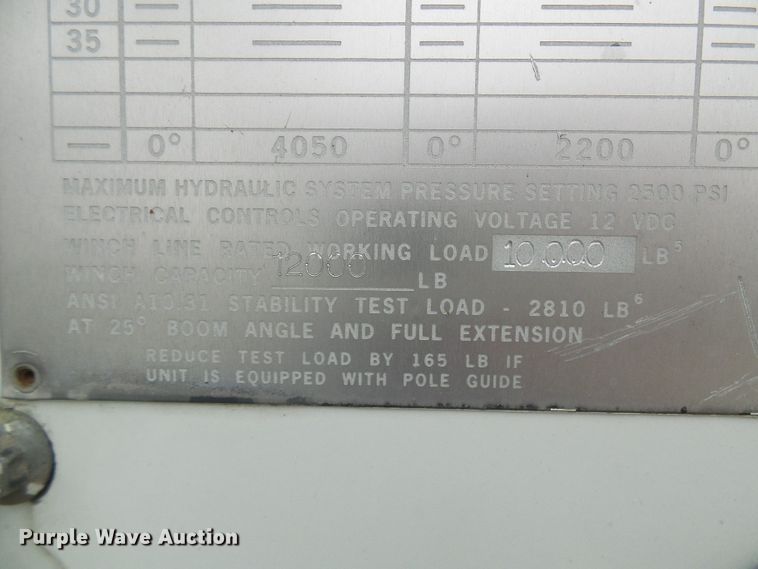 30 — — — — —
35 — — — — —
— 0° 4050 0° 2200 0°
MAXIMUM HYDRAULIC SYSTEM PRESSURE SETTING 2500 PSI
ELECTRICAL CONTROLS OPERATING VOLTAGE 12 VDC
WINCH LINE RATED WORKING LOAD 10,000 LB⁵
WINCH CAPACITY 12000 LB
ANSI A10.31 STABILITY TEST LOAD - 2810 LB⁶
AT 25° BOOM ANGLE AND FULL EXTENSION
REDUCE TEST LOAD BY 165 LB IF
UNIT IS EQUIPPED WITH POLE GUIDE
Purple Wave Auction